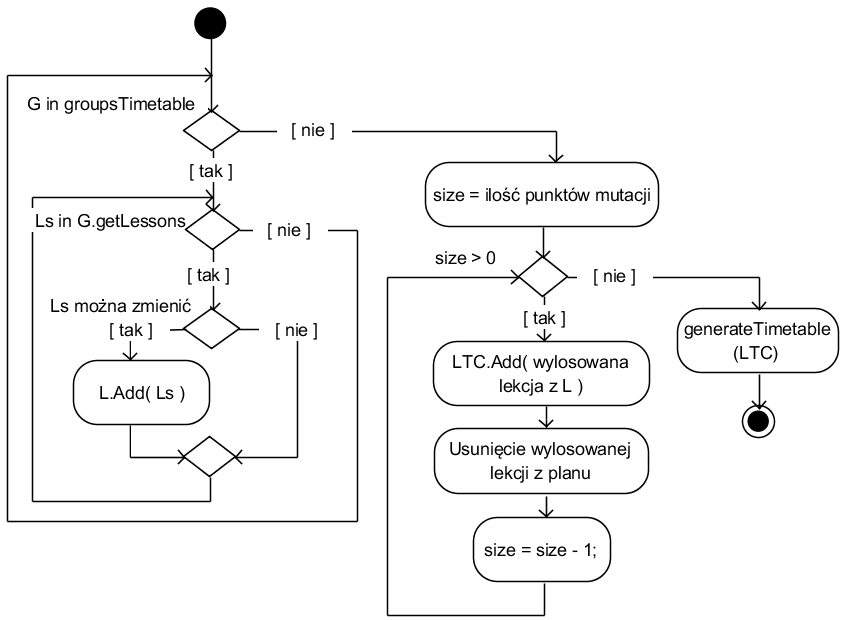 G in groupsTimetable
[ nie ]
[ tak ]
Ls in G.getLessons
[ nie ]
[ tak ]
Ls można zmienić
[ tak ]
[ nie ]
L.Add( Ls )
size = ilość punktów mutacji
size > 0
[ nie ]
[ tak ]
generateTimetable
(LTC)
LTC.Add( wylosowana
lekcja z L )
Usunięcie wylosowanej
lekcji z planu
size = size - 1;